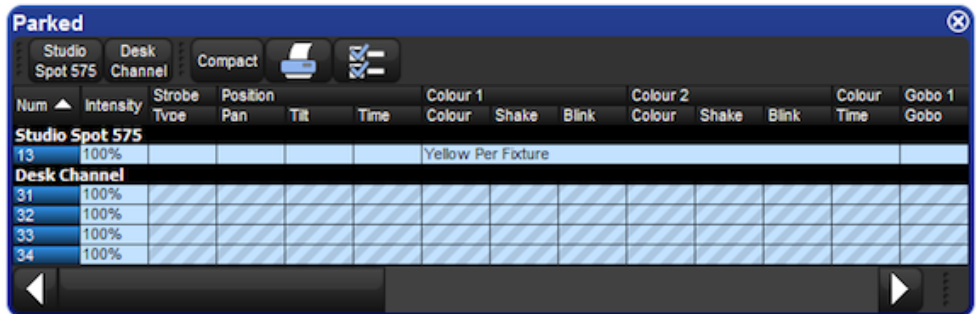 Parked
Studio Desk
Spot 575 Channel Compact
Strobe Position Colour 1 Colour 2 Colour Gobo 1
Num Intensity Type Pan Tilt Time Colour Shake Blink Colour Shake Blink Time Gobo
Studio Spot 575
13 100% Yellow Per Fixture
Desk Channel
31 100%
32 100%
33 100%
34 100%